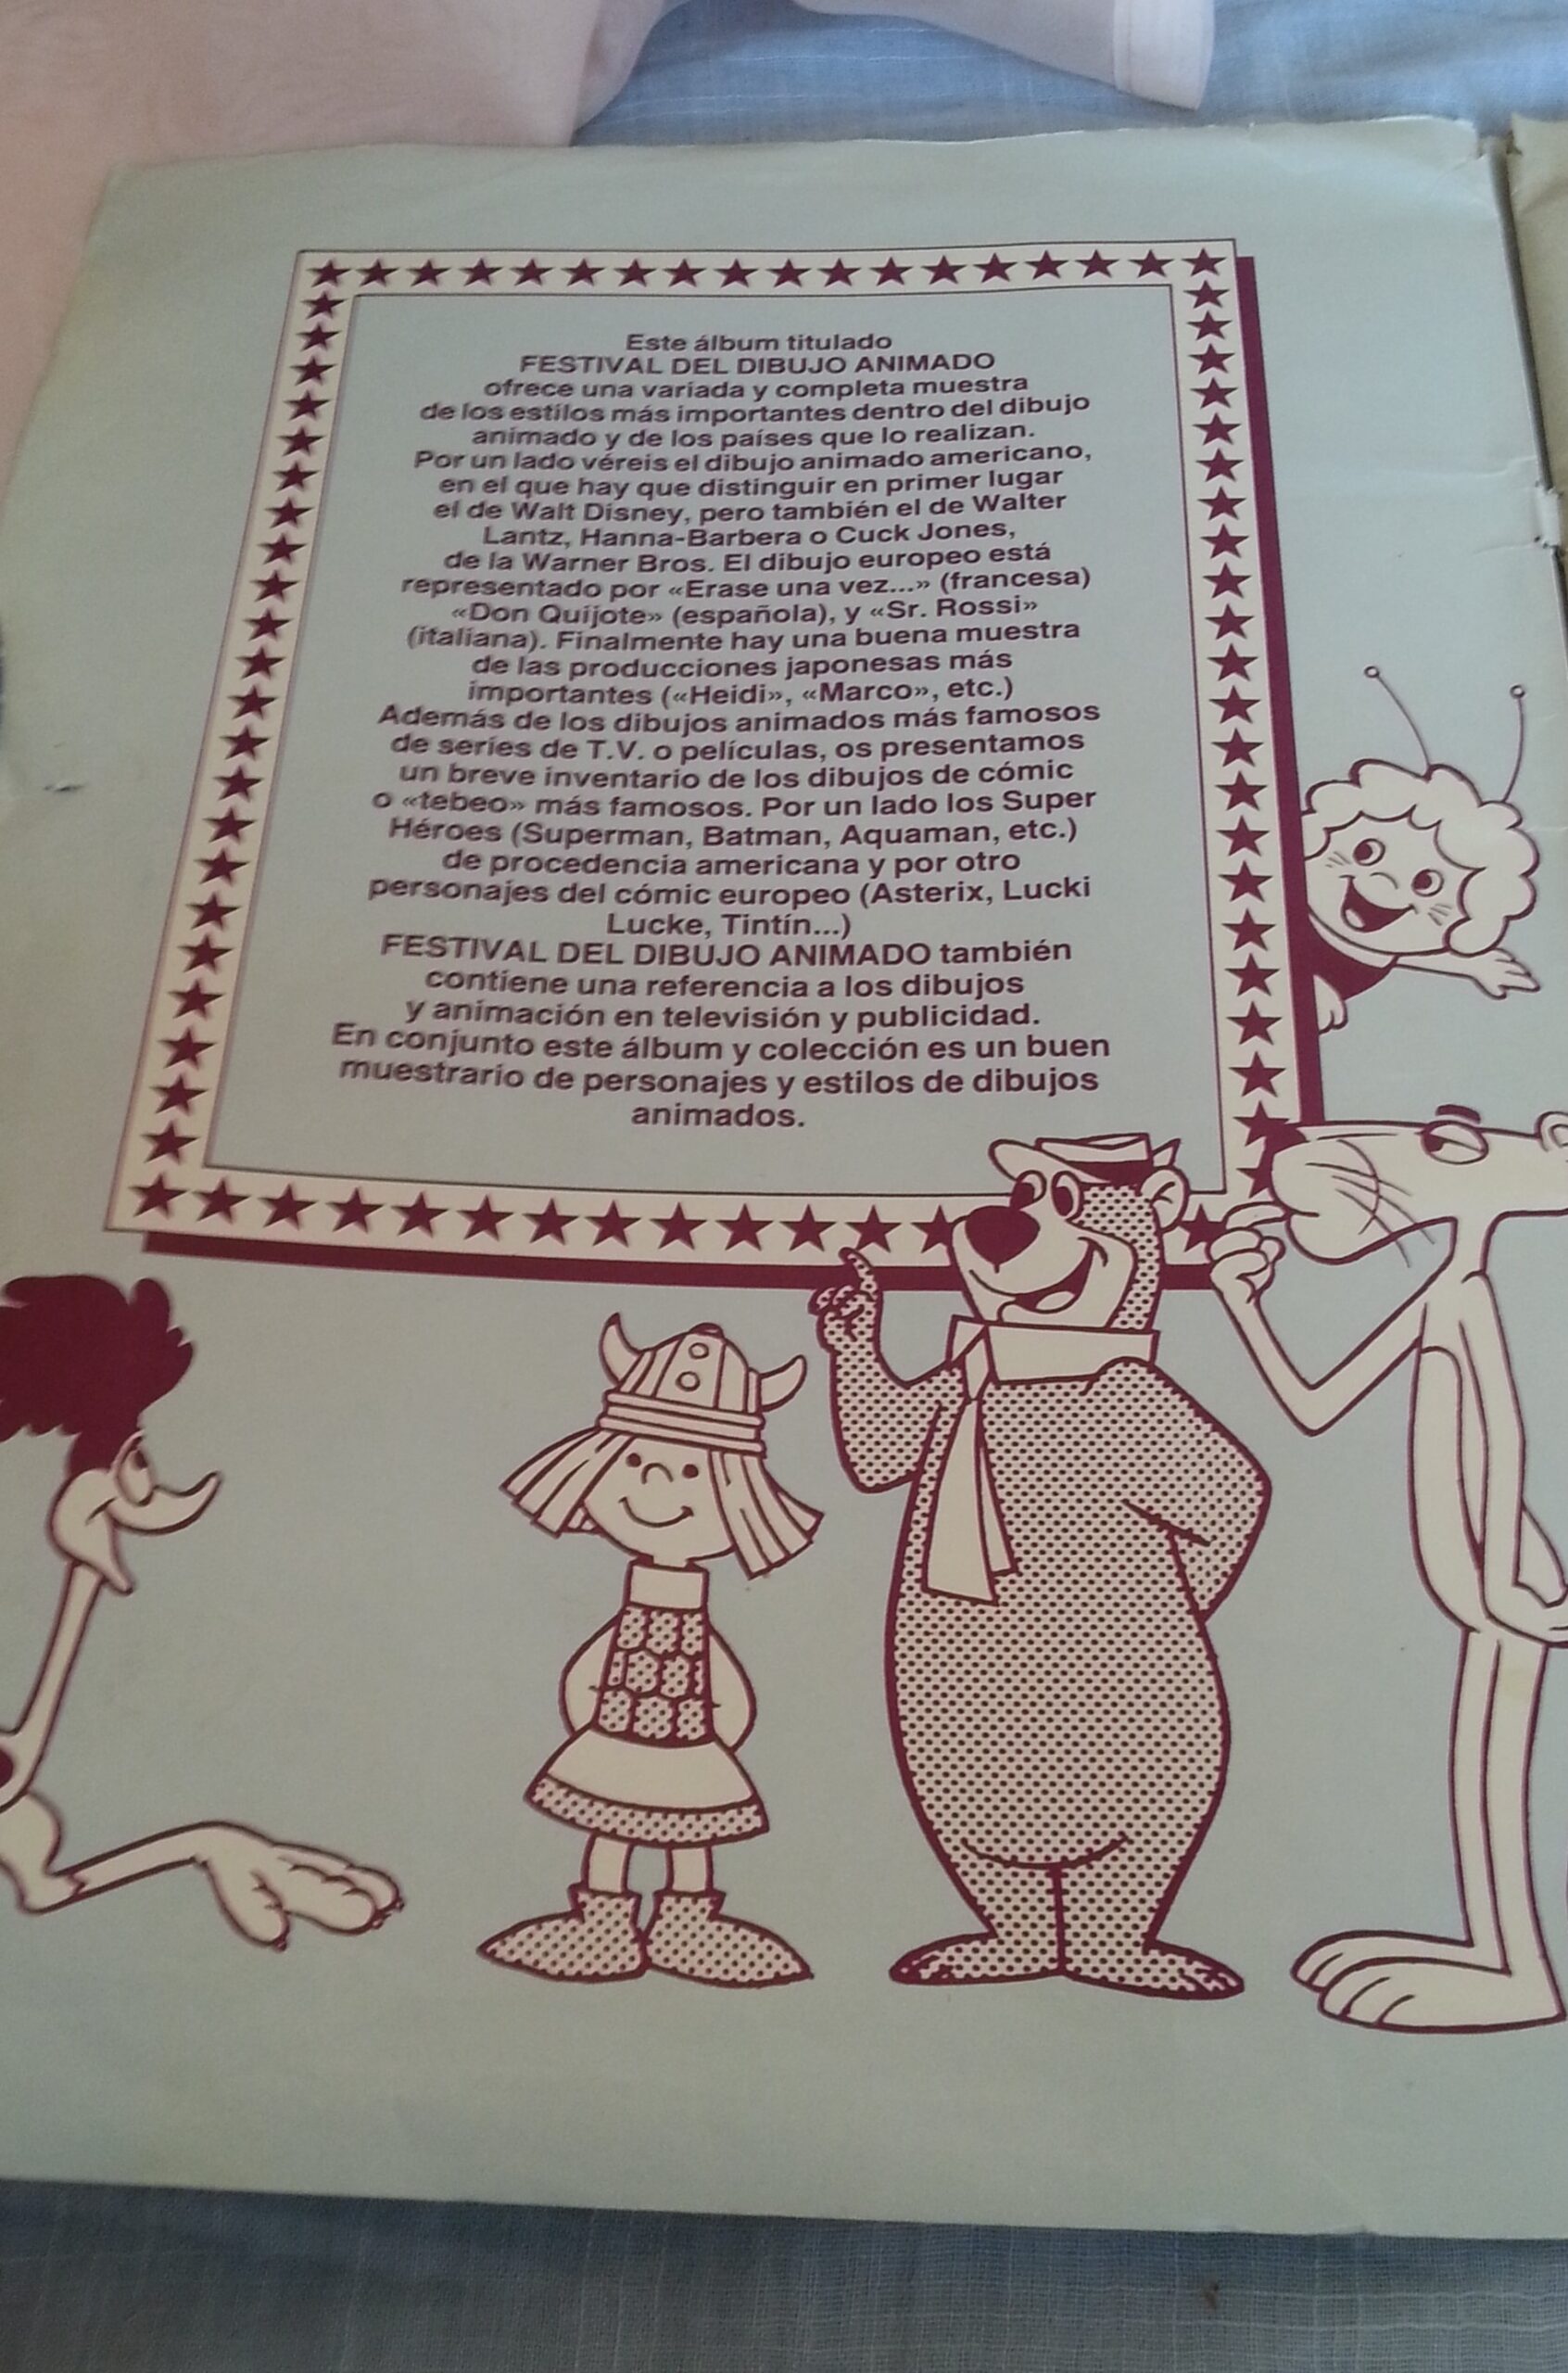 Este álbum titulado
FESTIVAL DEL DIBUJO ANIMADO
ofrece una variada y completa muestra
de los estilos más importantes dentro del dibujo
animado y de los países que lo realizan.
Por un lado véreis el dibujo animado americano,
en el que hay que distinguir en primer lugar
el de Walt Disney, pero también el de Walter
Lantz, Hanna-Barbera o Cuck Jones,
de la Warner Bros. El dibujo europeo está
representado por «Erase una vez...» (francesa)
«Don Quijote» (española), y «Sr. Rossi»
(italiana). Finalmente hay una buena muestra
de las producciones japonesas más
importantes («Heidi», «Marco», etc.)
Además de los dibujos animados más famosos
de series de T.V. o películas, os presentamos
un breve inventario de los dibujos de cómic
o «tebeo» más famosos. Por un lado los Super
Héroes (Superman, Batman, Aquaman, etc.)
de procedencia americana y por otro
personajes del cómic europeo (Asterix, Lucki
Lucke, Tintín...)
FESTIVAL DEL DIBUJO ANIMADO también
contiene una referencia a los dibujos
y animación en televisión y publicidad.
En conjunto este álbum y colección es un buen
muestrario de personajes y estilos de dibujos
animados.